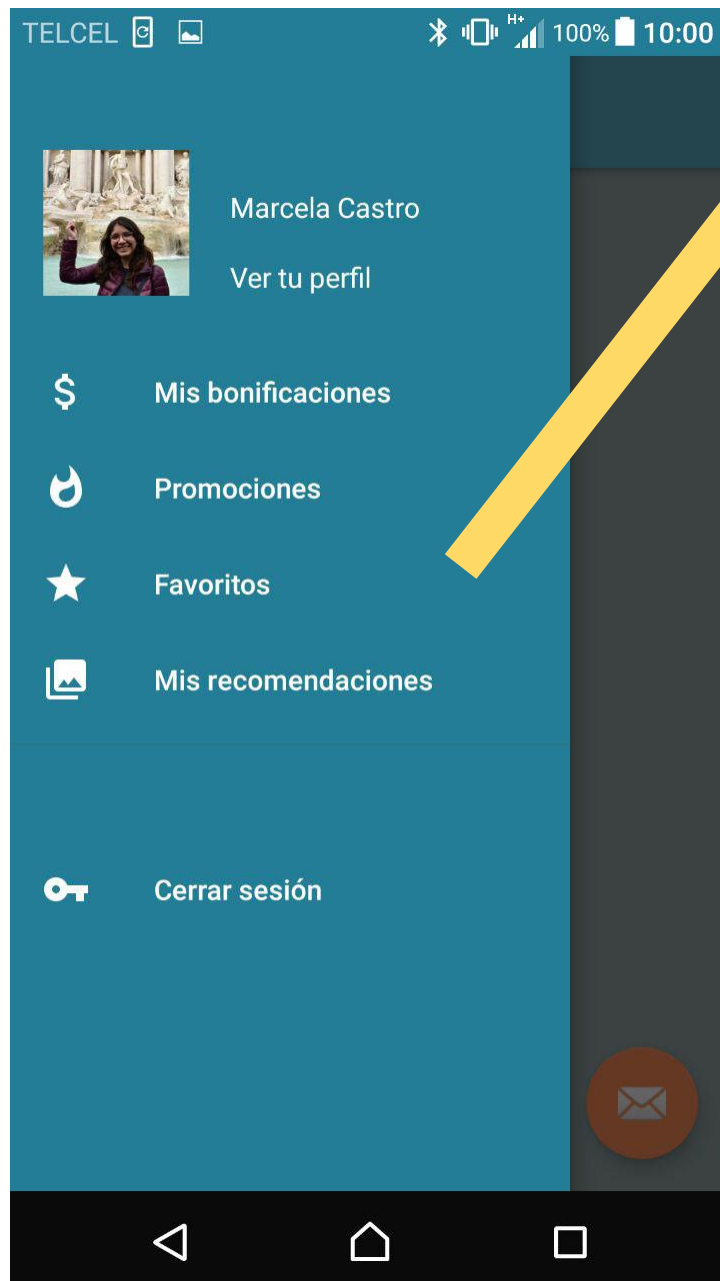 TELCEL H+ 100% 10:00
Marcela Castro
Ver tu perfil
$ Mis bonificaciones
Promociones
Favoritos
Mis recomendaciones
Cerrar sesión